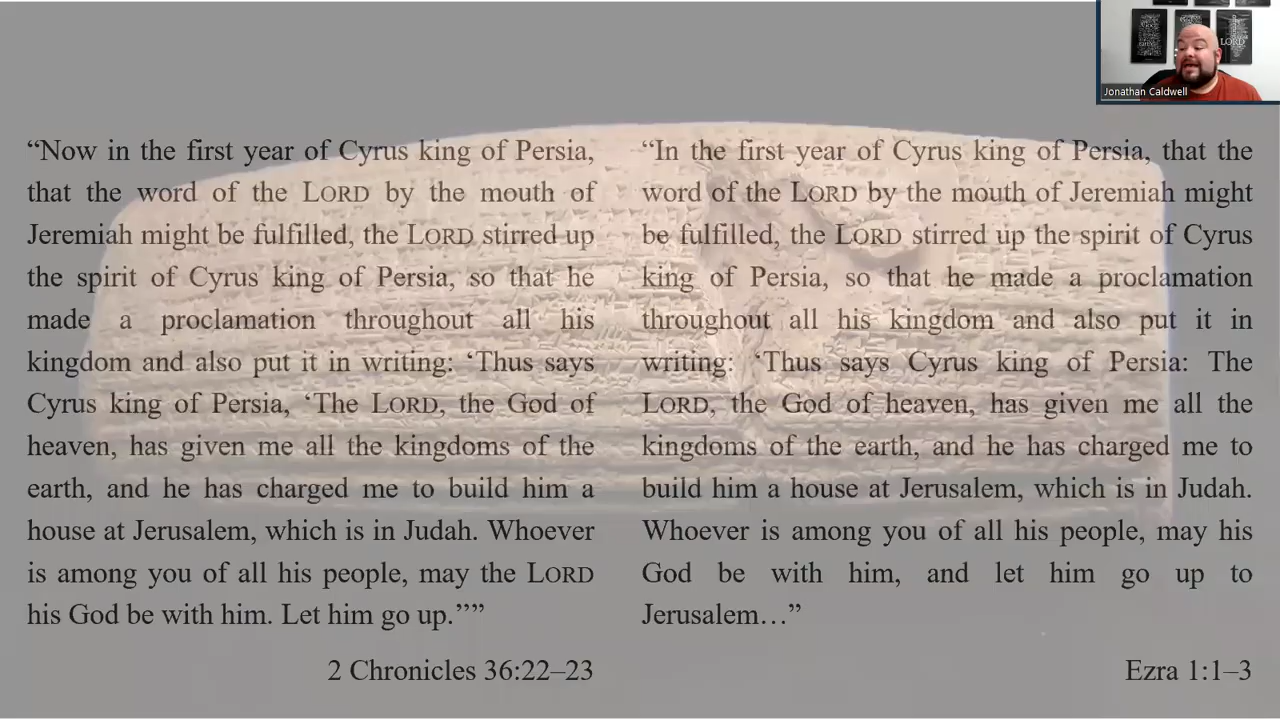 Jonathan Caldwell
“Now in the first year of Cyrus king of Persia,
that the word of the LORD by the mouth of
Jeremiah might be fulfilled, the LORD stirred up
the spirit of Cyrus king of Persia, so that he
made a proclamation throughout all his
kingdom and also put it in writing: ‘Thus says
Cyrus king of Persia, ‘The LORD, the God of
heaven, has given me all the kingdoms of the
earth, and he has charged me to build him a
house at Jerusalem, which is in Judah. Whoever
is among you of all his people, may the LORD
his God be with him. Let him go up.’”” 
2 Chronicles 36:22–23
“In the first year of Cyrus king of Persia, that the
word of the LORD by the mouth of Jeremiah might
be fulfilled, the LORD stirred up the spirit of Cyrus
king of Persia, so that he made a proclamation
throughout all his kingdom and also put it in
writing: ‘Thus says Cyrus king of Persia: The
LORD, the God of heaven, has given me all the
kingdoms of the earth, and he has charged me to
build him a house at Jerusalem, which is in Judah.
Whoever is among you of all his people, may his
God be with him, and let him go up to
Jerusalem…”
Ezra 1:1–3
LORD